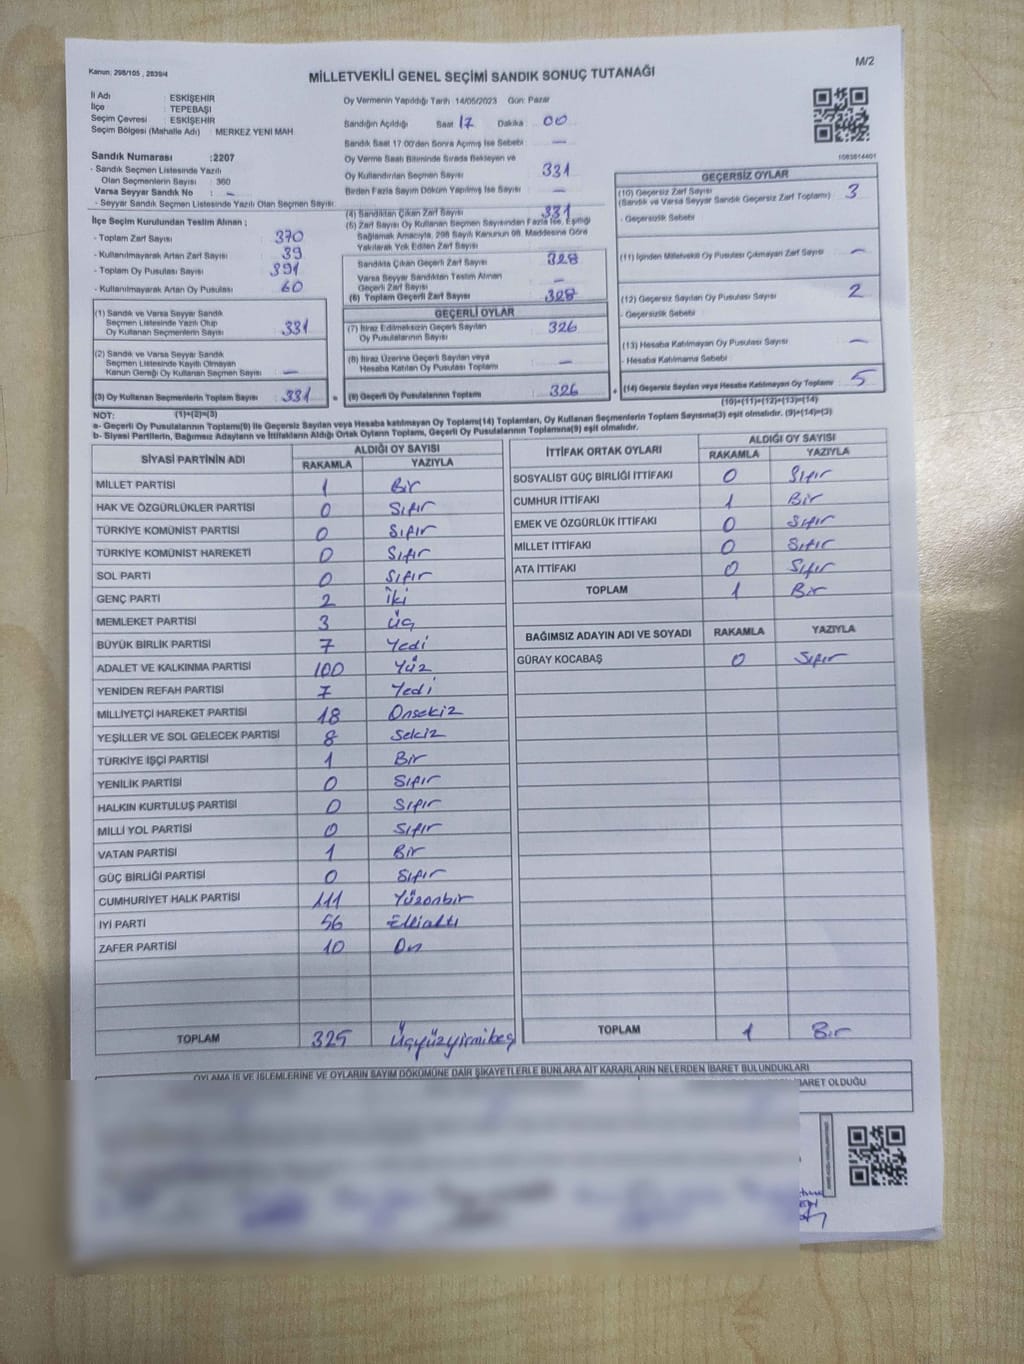 Kanun: 298/105 , 2839/4
MİLLETVEKİLİ GENEL SEÇİMİ SANDIK SONUÇ TUTANAĞI
M/2
İli Adı : ESKİŞEHİR
İlçe : TEPEBAŞI
Seçim Çevresi : ESKİŞEHİR
Seçim Bölgesi (Mahalle Adı) : MERKEZ YENİ MAH
Sandık Numarası :2207
- Sandık Seçmen Listesinde Yazılı
Olan Seçmenlerin Sayısı : 360
Varsa Seyyar Sandık No : –
- Seyyar Sandık Seçmen Listesinde Yazılı Olan Seçmen Sayısı:
İlçe Seçim Kurulundan Teslim Alınan ;
- Toplam Zarf Sayısı : 370
- Kullanılmayarak Artan Zarf Sayısı : 39
- Toplam Oy Pusulası Sayısı : 391
- Kullanılmayarak Artan Oy Pusulası : 60
(1) Sandık ve Varsa Seyyar Sandık
Seçmen Listesinde Yazılı Olup
Oy Kullanan Seçmenlerin Sayısı : 331
(2) Sandık ve Varsa Seyyar Sandık
Seçmen Listesinde Kayıtlı Olmayan
Kanun Gereği Oy Kullanan Seçmen Sayısı : –
(3) Oy Kullanan Seçmenlerin Toplam Sayısı : 331
(1)+(2)=(3)
Oy Vermenin Yapıldığı Tarih 14/05/2023 Gün: Pazar
Sandığın Açıldığı Saat 17 Dakika : 00
Sandık Saat 17:00'dan Sonra Açılmış İse Sebebi : –
Oy Verme Saati Bitiminde Sırada Bekleyen ve
Oy Kullandırılan Seçmen Sayısı : 331
Birden Fazla Sayım Döküm Yapılmış İse Sayısı : –
(4) Sandıktan Çıkan Zarf Sayısı : 331
(5) Zarf Sayısı Oy Kullanan Seçmen Sayısından Fazla İse, Eşitliği
Sağlamak Amacıyla, 298 Sayılı Kanunun 98. Maddesine Göre
Yakılarak Yok Edilen Zarf Sayısı
Sandıkta Çıkan Geçerli Zarf Sayısı : 328
Varsa Seyyar Sandıktan Teslim Alınan
Geçerli Zarf Sayısı : –
(6) Toplam Geçerli Zarf Sayısı : 328
GEÇERLİ OYLAR
(7) İtiraz Edilmeksizin Geçerli Sayılan
Oy Pusulalarının Sayısı : 326
(8) İtiraz Üzerine Geçerli Sayılan veya
Hesaba Katılan Oy Pusulası Toplamı : –
(9) Geçerli Oy Pusulalarının Toplamı : 326
1083814401
GEÇERSİZ OYLAR
(10) Geçersiz Zarf Sayısı : 3
(Sandık ve Varsa Seyyar Sandık Geçersiz Zarf Toplamı)
- Geçersizlik Sebebi
(11) İçinden Milletvekili Oy Pusulası Çıkmayan Zarf Sayısı : –
(12) Geçersiz Sayılan Oy Pusulası Sayısı : 2
- Geçersizlik Sebebi
(13) Hesaba Katılmayan Oy Pusulası Sayısı : –
- Hesaba Katılmama Sebebi
(14) Geçersiz Sayılan veya Hesaba Katılmayan Oy Toplamı : 5
(10)+(11)+(12)+(13)=(14)
NOT:
a- Geçerli Oy Pusulasının Toplamı(9) ile Geçersiz Sayılan veya Hesaba katılmayan Oy Toplamı(14) Toplamları, Oy Kullanan Seçmenlerin Toplam Sayısına(3) eşit olmalıdır. (9)+(14)=(3)
b- Siyasi Partilerin, Bağımsız Adayların ve İttifakların Aldığı Ortak Oyların Toplamı, Geçerli Oy Pusulalarının Toplamına(9) eşit olmalıdır.
SİYASİ PARTİNİN ADI ALDIĞI OY SAYISI
RAKAMLA YAZIYLA
MİLLET PARTİSİ 1 Bir
HAK VE ÖZGÜRLÜKLER PARTİSİ 0 Sıfır
TÜRKİYE KOMÜNİST PARTİSİ 0 Sıfır
TÜRKİYE KOMÜNİST HAREKETİ 0 Sıfır
SOL PARTİ 0 Sıfır
GENÇ PARTİ 2 İki
MEMLEKET PARTİSİ 3 Üç
BÜYÜK BİRLİK PARTİSİ 7 Yedi
ADALET VE KALKINMA PARTİSİ 100 Yüz
YENİDEN REFAH PARTİSİ 7 Yedi
MİLLİYETÇİ HAREKET PARTİSİ 18 Onsekiz
YEŞİLLER VE SOL GELECEK PARTİSİ 8 Sekiz
TÜRKİYE İŞÇİ PARTİSİ 1 Bir
YENİLİK PARTİSİ 0 Sıfır
HALKIN KURTULUŞ PARTİSİ 0 Sıfır
MİLLİ YOL PARTİSİ 0 Sıfır
VATAN PARTİSİ 1 Bir
GÜÇ BİRLİĞİ PARTİSİ 0 Sıfır
CUMHURİYET HALK PARTİSİ 111 Yüzonbir
İYİ PARTİ 56 Ellialtı
ZAFER PARTİSİ 10 On
TOPLAM 325 Üçyüzyirmibeş
İTTİFAK ORTAK OYLARI ALDIĞI OY SAYISI
RAKAMLA YAZIYLA
SOSYALİST GÜÇ BİRLİĞİ İTTİFAKI 0 Sıfır
CUMHUR İTTİFAKI 1 Bir
EMEK VE ÖZGÜRLÜK İTTİFAKI 0 Sıfır
MİLLET İTTİFAKI 0 Sıfır
ATA İTTİFAKI 0 Sıfır
TOPLAM 1 Bir
BAĞIMSIZ ADAYIN ADI VE SOYADI RAKAMLA YAZIYLA
GÜRAY KOCABAŞ 0 Sıfır
TOPLAM 1 Bir
OYLAMA İŞ VE İŞLEMLERİNE VE OYLARIN SAYIM DÖKÜMÜNE DAİR ŞİKAYETLERLE BUNLARA AİT KARARLARIN NELERDEN İBARET BULUNDUKLARI
İBARET OLDUĞU